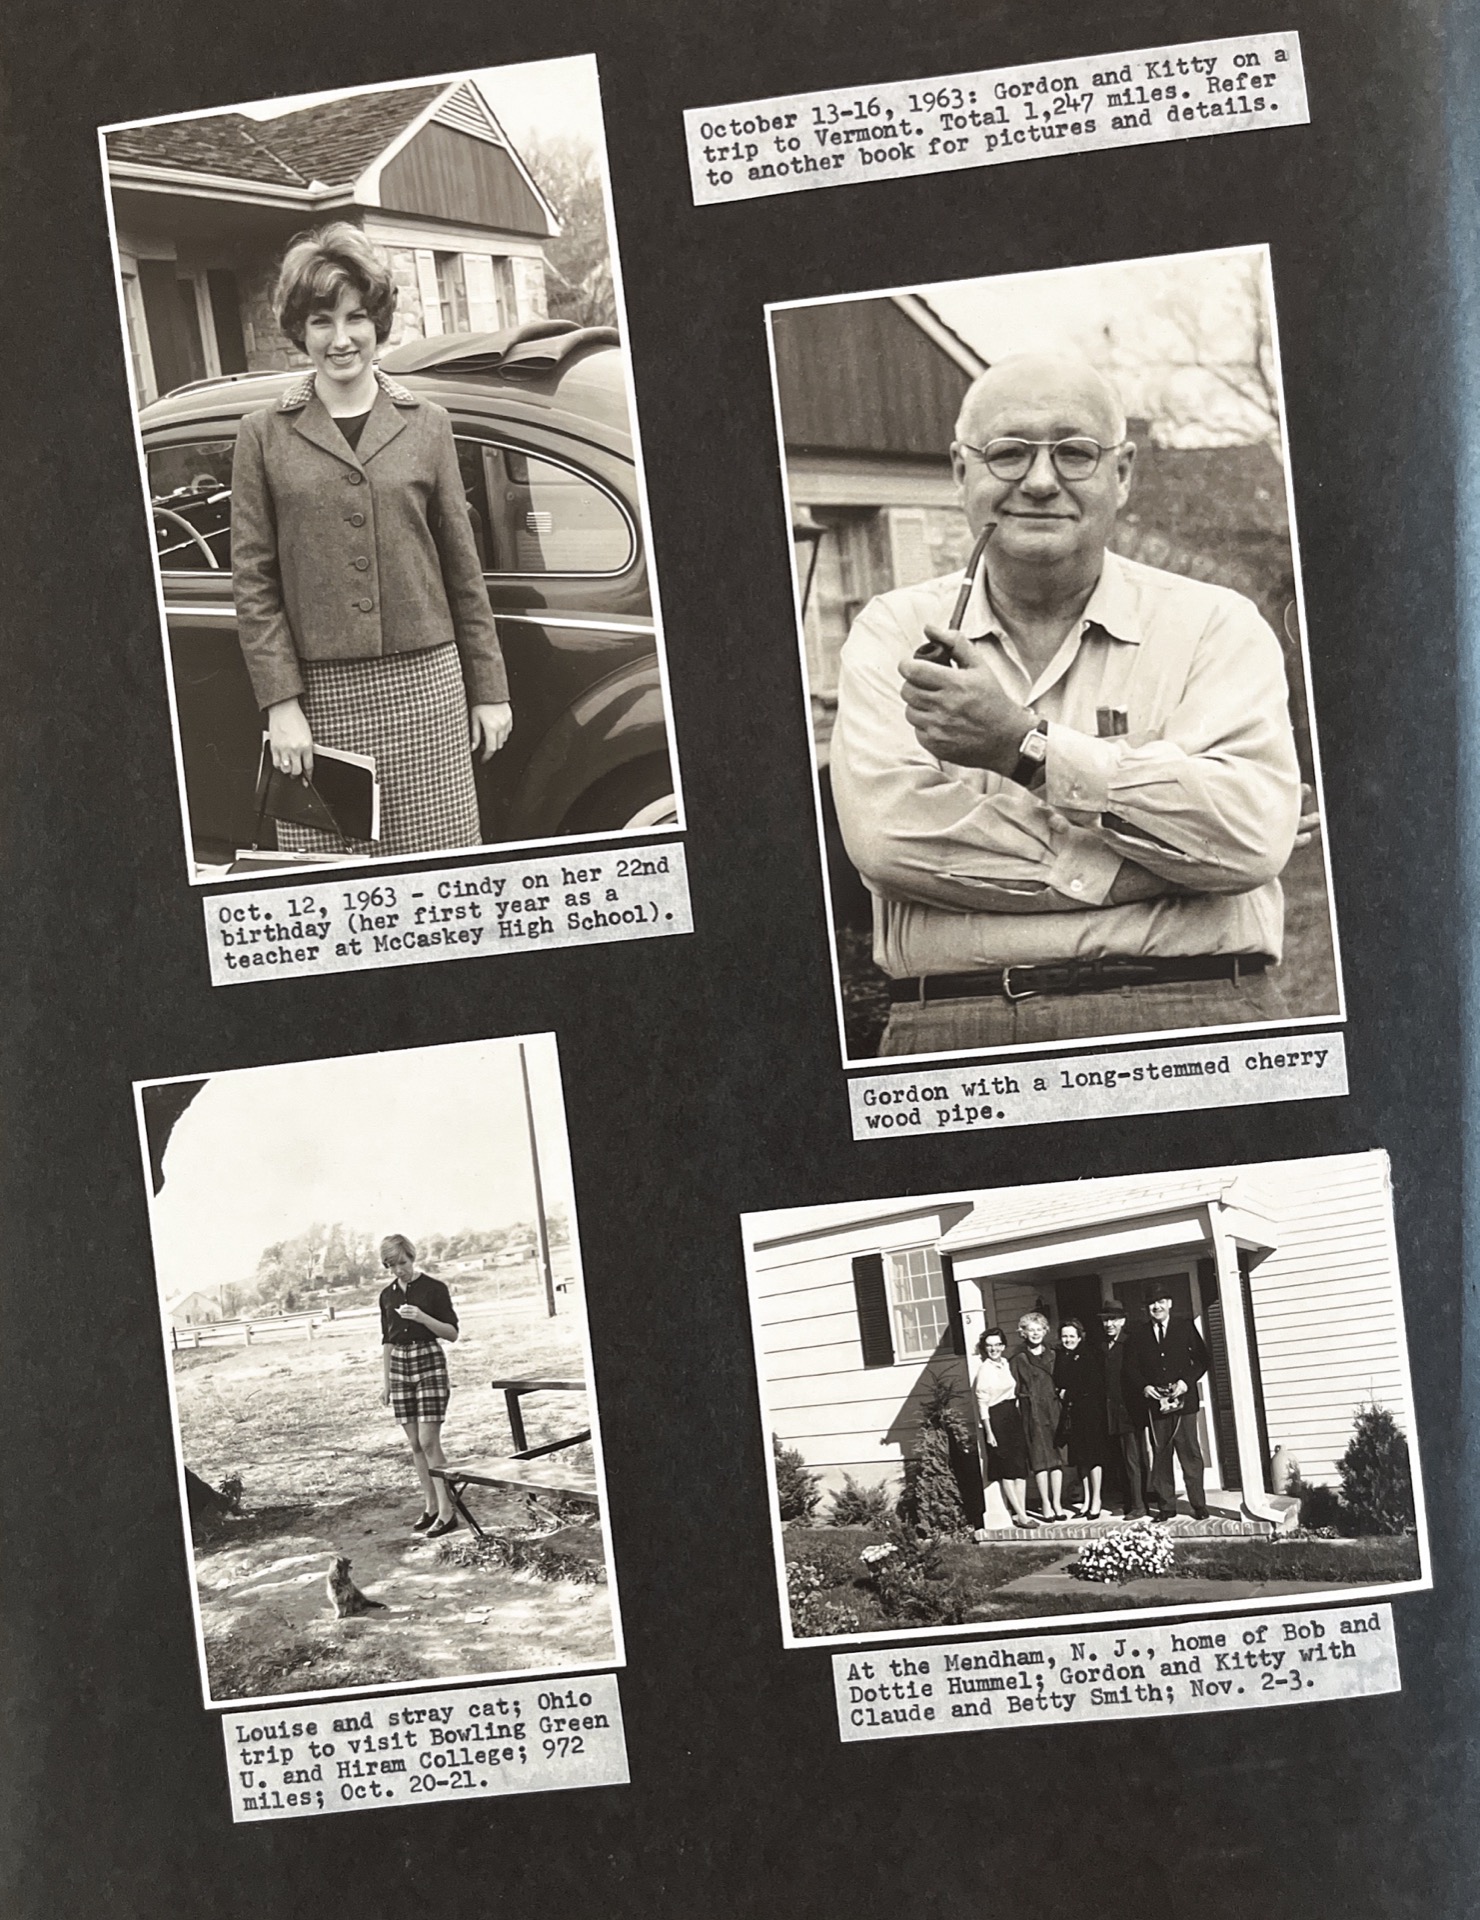 October 13-16, 1963: Gordon and Kitty on a
trip to Vermont. Total 1,247 miles. Refer
to another book for pictures and details.
Oct. 12, 1963 - Cindy on her 22nd
birthday (her first year as a
teacher at McCaskey High School).
Gordon with a long-stemmed cherry
wood pipe.
Louise and stray cat; Ohio
trip to visit Bowling Green
U. and Hiram College; 972
miles; Oct. 20-21.
5
At the Mendham, N. J., home of Bob and
Dottie Hummel; Gordon and Kitty with
Claude and Betty Smith; Nov. 2-3.